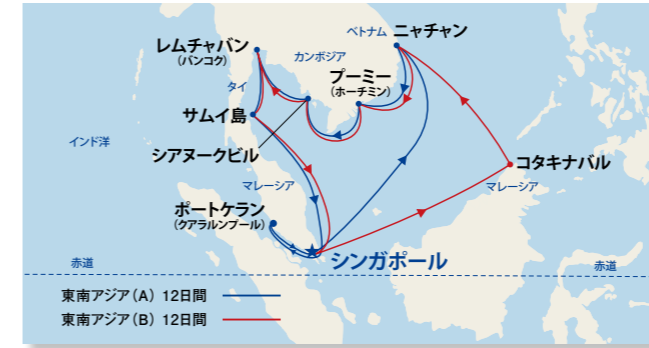 ベトナム
ニャチャン
レムチャバン
(バンコク)
カンボジア
プーミー
(ホーチミン)
タイ
サムイ島
インド洋
シアヌークビル
コタキナバル
マレーシア
マレーシア
ポートケラン
(クアラルンプール)
シンガポール
赤道
赤道
東南アジア(A) 12日間
東南アジア(B) 12日間